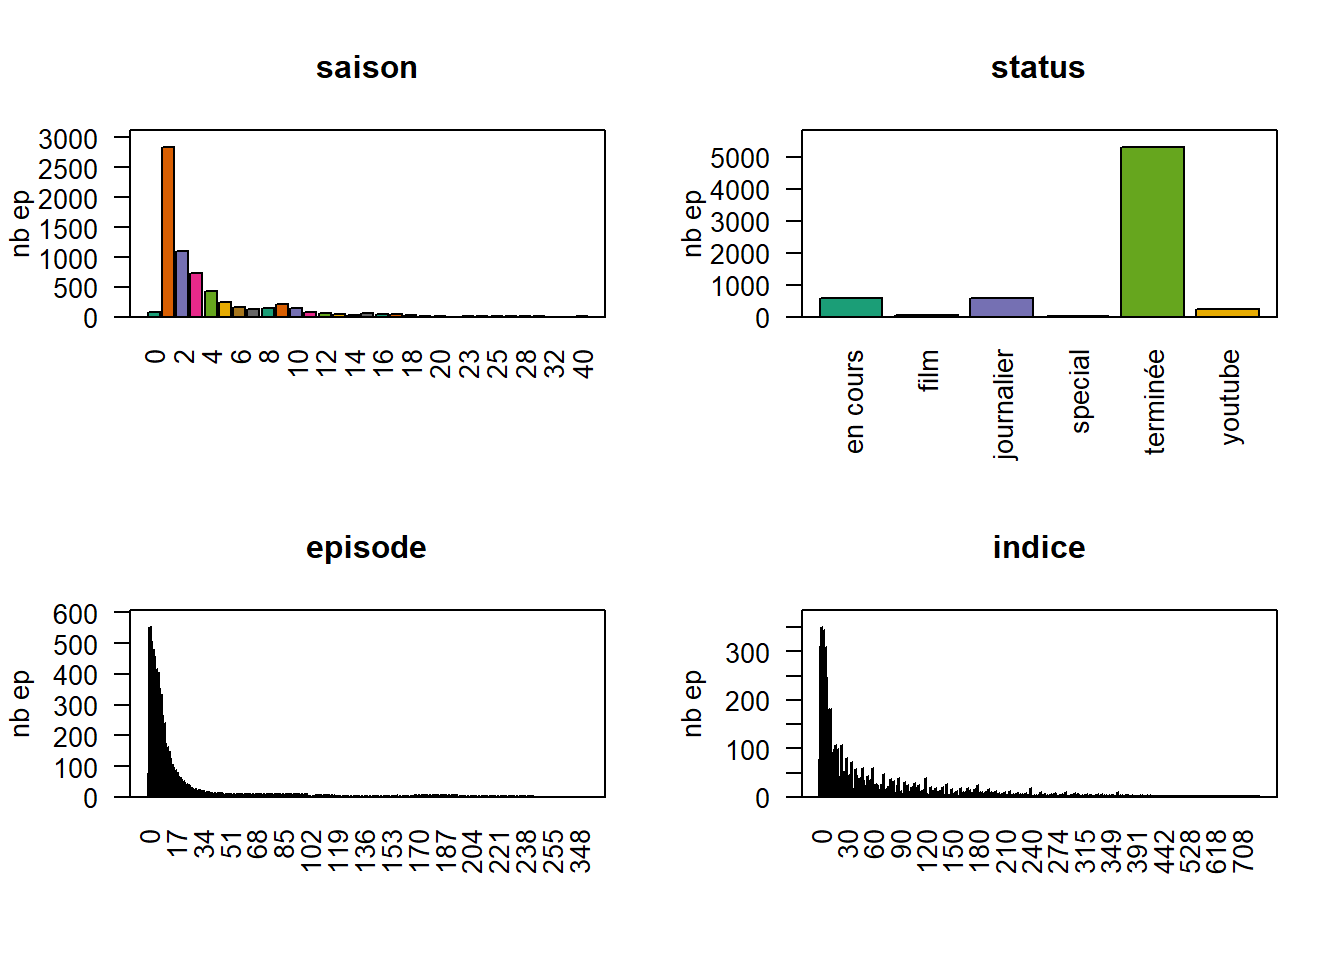 saison
nb ep
3000
2500
2000
1500
1000
500
0
0 2 4 6 8 10 12 14 16 18 20 23 25 28 32 40
status
nb ep
5000
4000
3000
2000
1000
0
en cours film journalier special terminée youtube
episode
nb ep
600
500
400
300
200
100
0
0 17 34 51 68 85 102 119 136 153 170 187 204 221 238 255 348
indice
nb ep
300
200
100
0
0 30 60 90 120 150 180 210 240 274 315 349 391 442 528 618 708